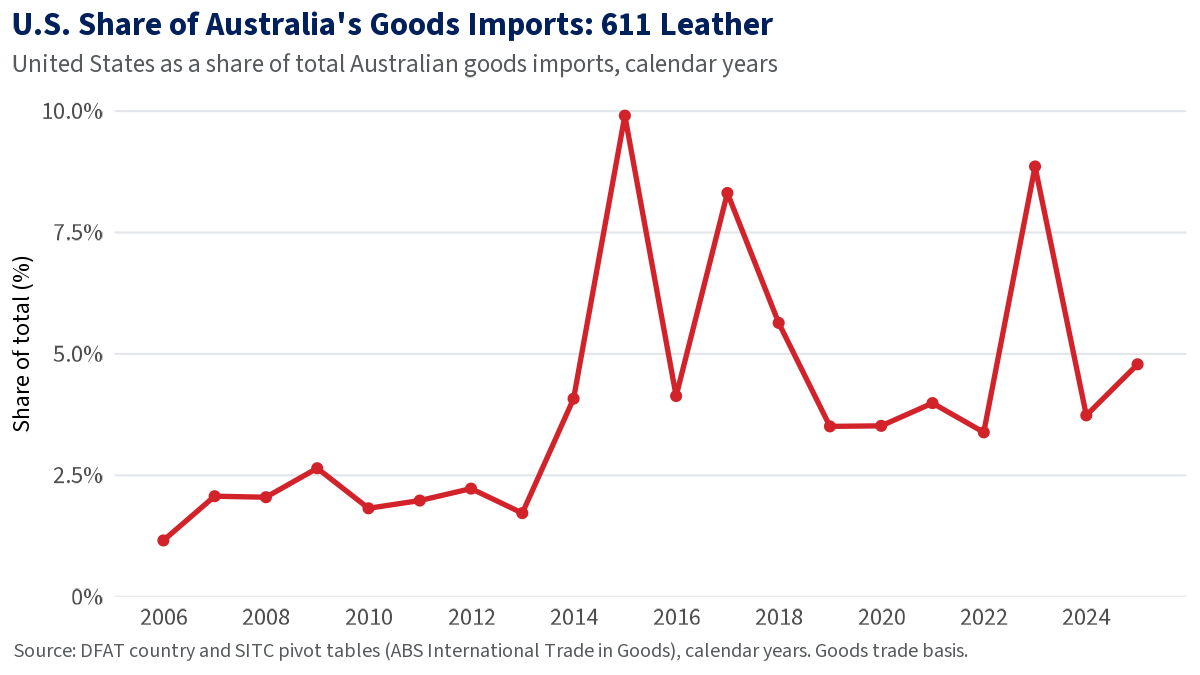 U.S. Share of Australia's Goods Imports: 611 Leather
United States as a share of total Australian goods imports, calendar years
Share of total (%)
10.0%
7.5%
5.0%
2.5%
0%
2006 2008 2010 2012 2014 2016 2018 2020 2022 2024
Source: DFAT country and SITC pivot tables (ABS International Trade in Goods), calendar years. Goods trade basis.